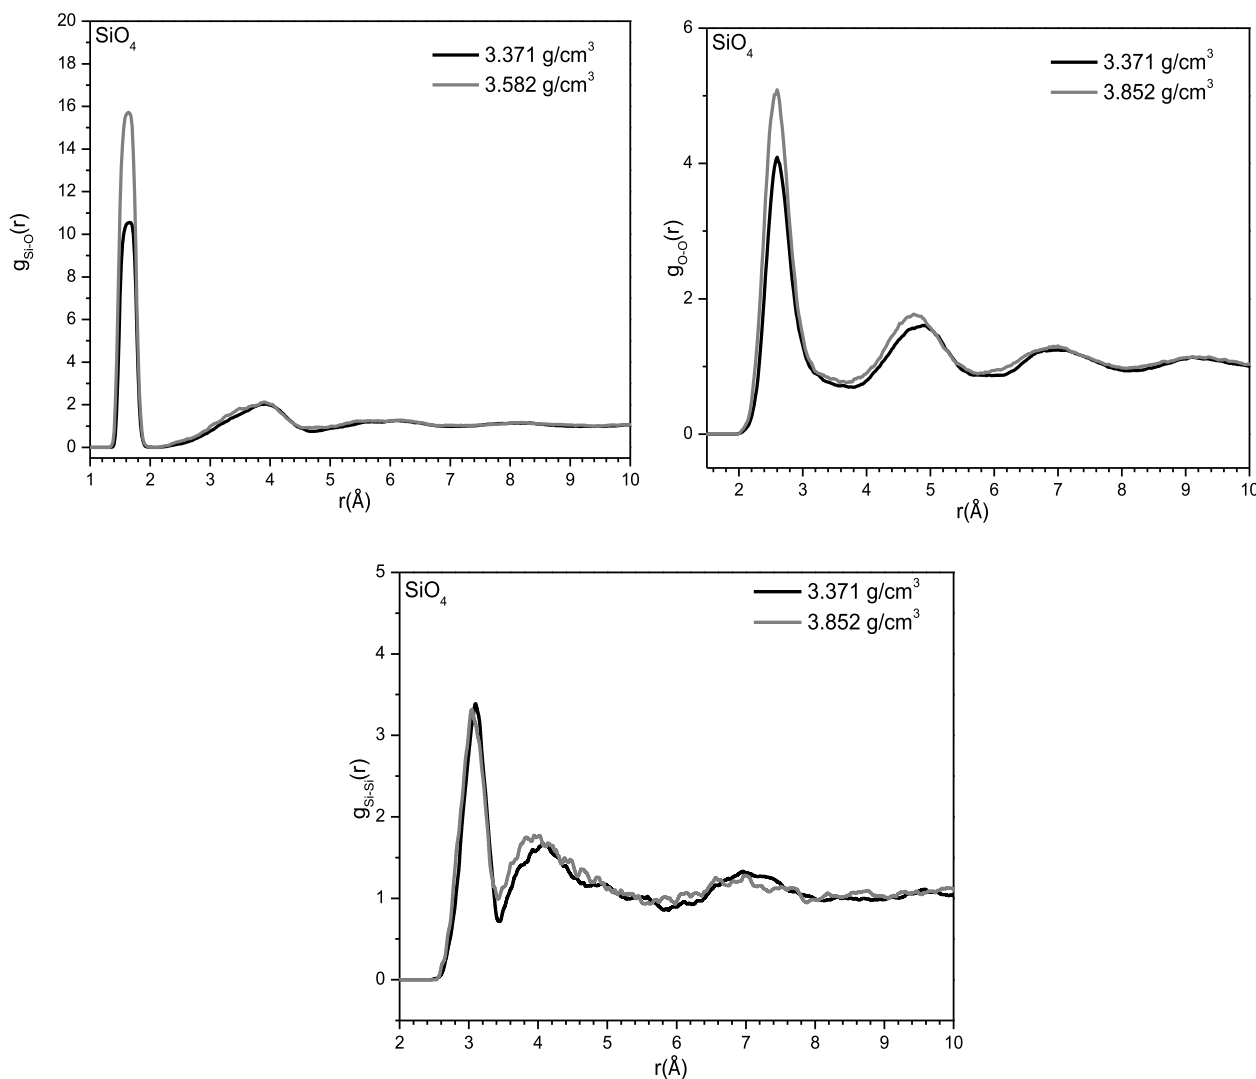 SiO4
3.371 g/cm3
3.582 g/cm3
gSi-O(r)
20
18
16
14
12
10
8
6
4
2
0
1 2 3 4 5 6 7 8 9 10
r(Å)
SiO4
3.371 g/cm3
3.852 g/cm3
gO-O(r)
6
4
2
0
2 3 4 5 6 7 8 9 10
r(Å)
SiO4
3.371 g/cm3
3.852 g/cm3
gSi-Si(r)
5
4
3
2
1
0
2 3 4 5 6 7 8 9 10
r(Å)